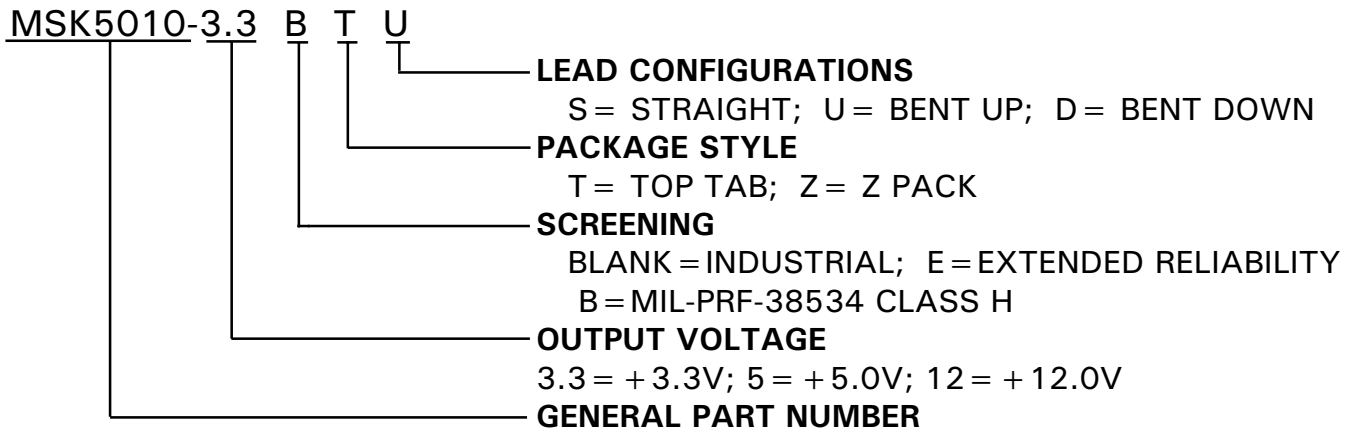 MSK5010-3.3 B T U
LEAD CONFIGURATIONS
S= STRAIGHT; U= BENT UP; D= BENT DOWN
PACKAGE STYLE
T= TOP TAB; Z= Z PACK
SCREENING
BLANK=INDUSTRIAL; E=EXTENDED RELIABILITY
B=MIL-PRF-38534 CLASS H
OUTPUT VOLTAGE
3.3=+3.3V; 5=+5.0V; 12=+12.0V
GENERAL PART NUMBER